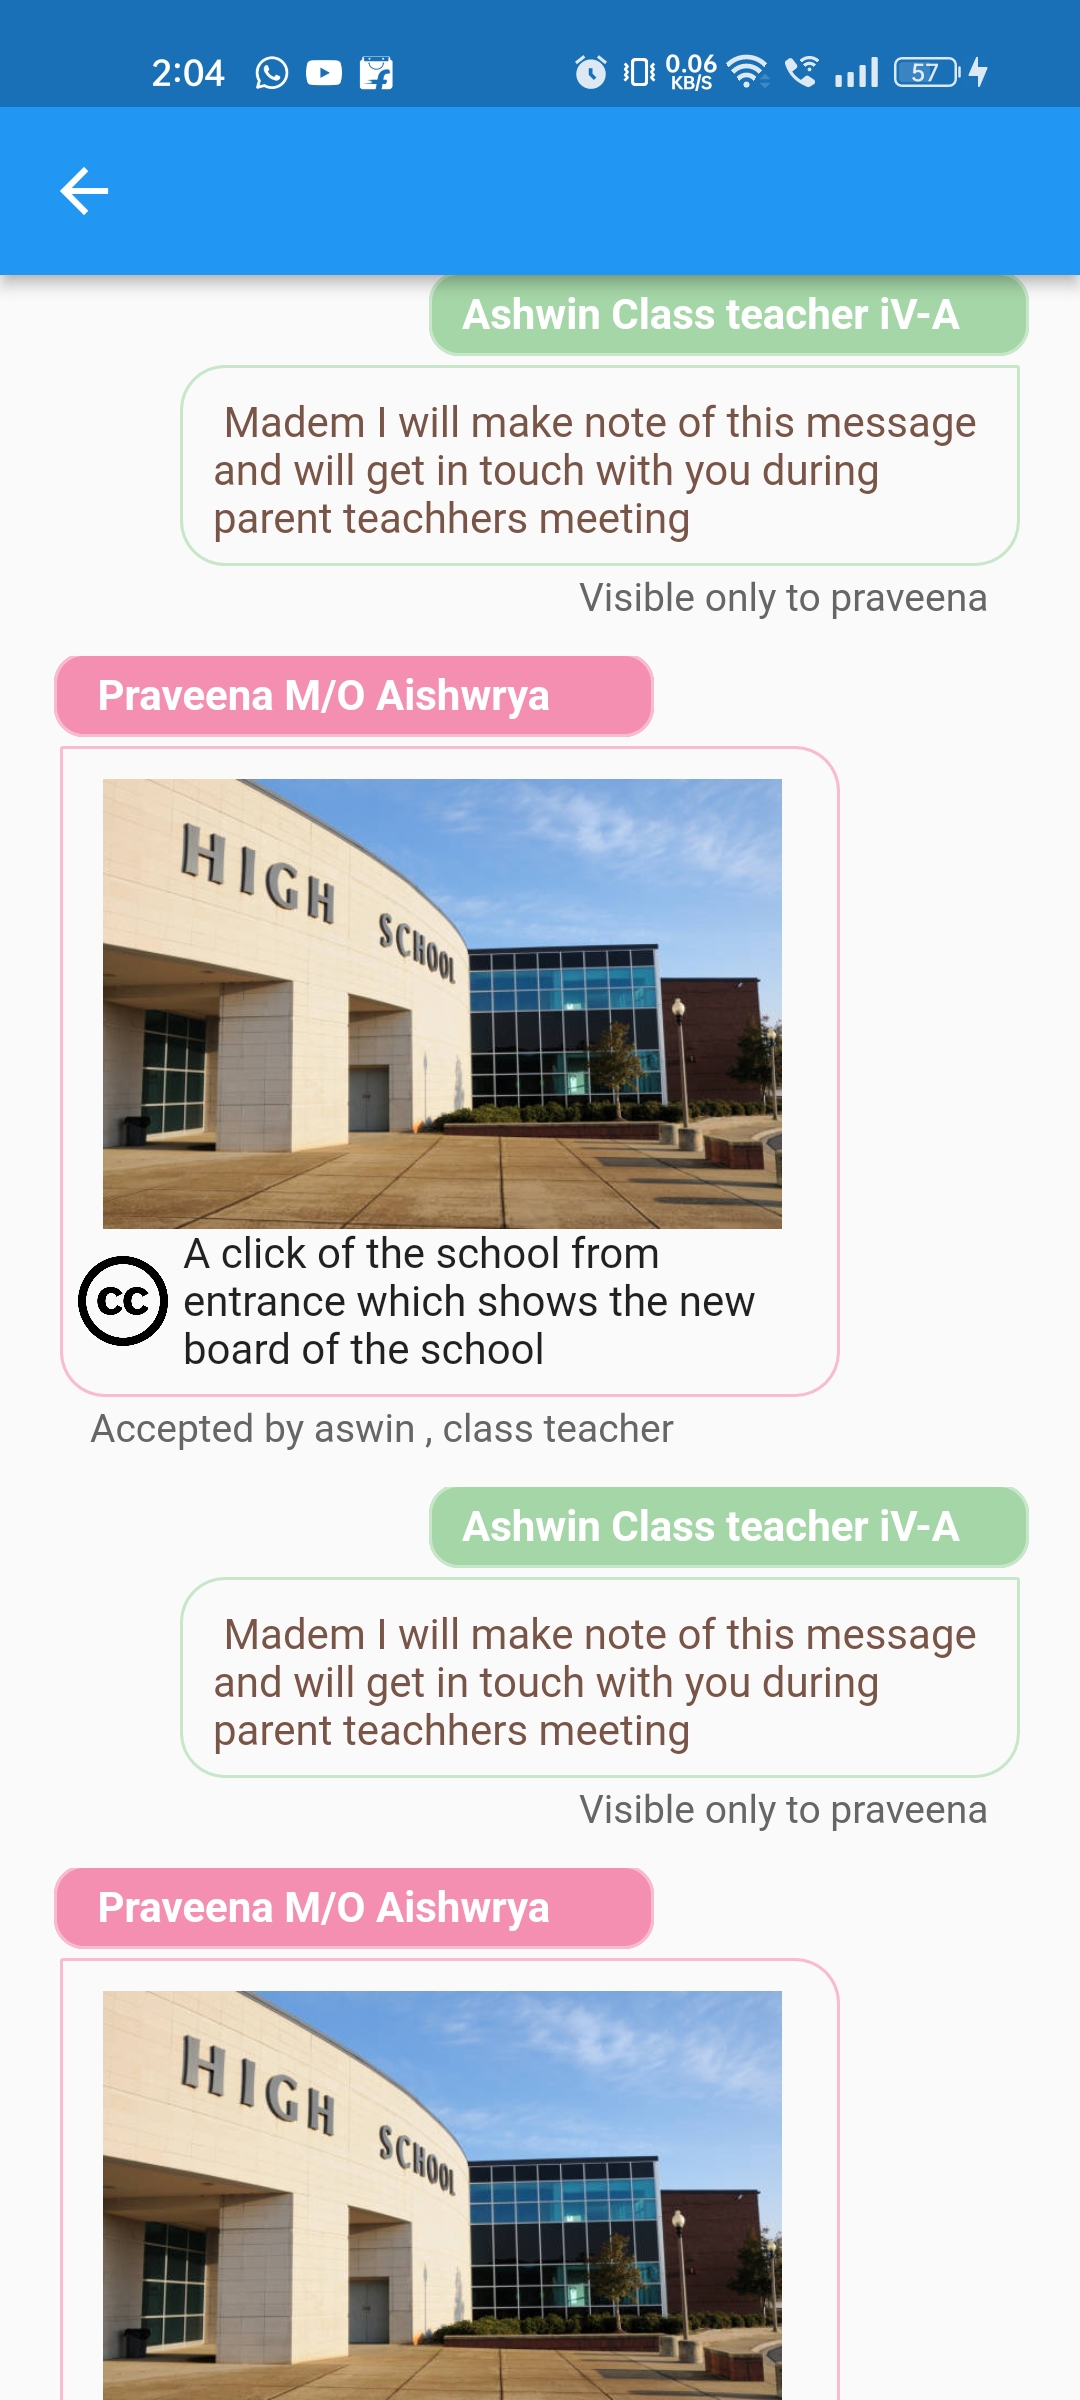 2:04
0.06
KB/S
57
Ashwin Class teacher iV-A
Madem I will make note of this message
and will get in touch with you during
parent teachhers meeting
Visible only to praveena
Praveena M/O Aishwrya
HIGH SCHOOL
cc
A click of the school from
entrance which shows the new
board of the school
Accepted by aswin , class teacher
Ashwin Class teacher iV-A
Madem I will make note of this message
and will get in touch with you during
parent teachhers meeting
Visible only to praveena
Praveena M/O Aishwrya
HIGH SCHOOL